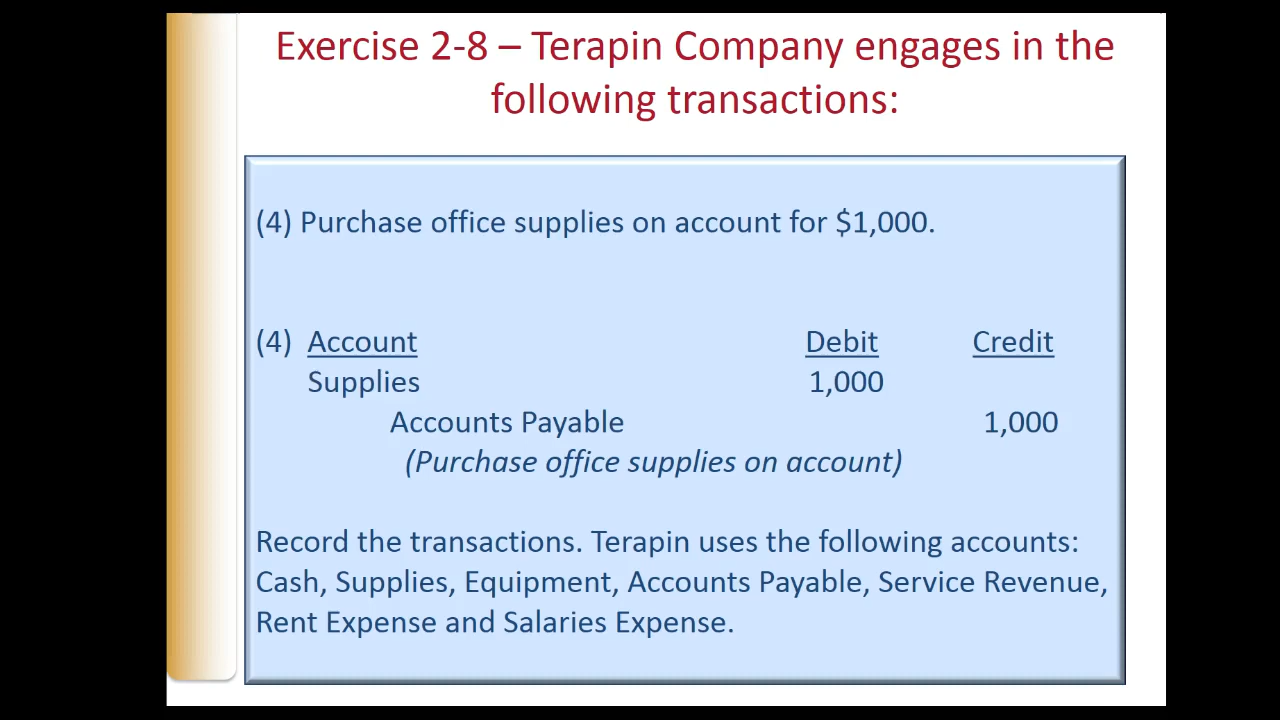 Exercise 2-8 – Terapin Company engages in the
following transactions:
(4) Purchase office supplies on account for $1,000.
(4) Account Debit Credit
Supplies 1,000
Accounts Payable 1,000
(Purchase office supplies on account)
Record the transactions. Terapin uses the following accounts:
Cash, Supplies, Equipment, Accounts Payable, Service Revenue,
Rent Expense and Salaries Expense.